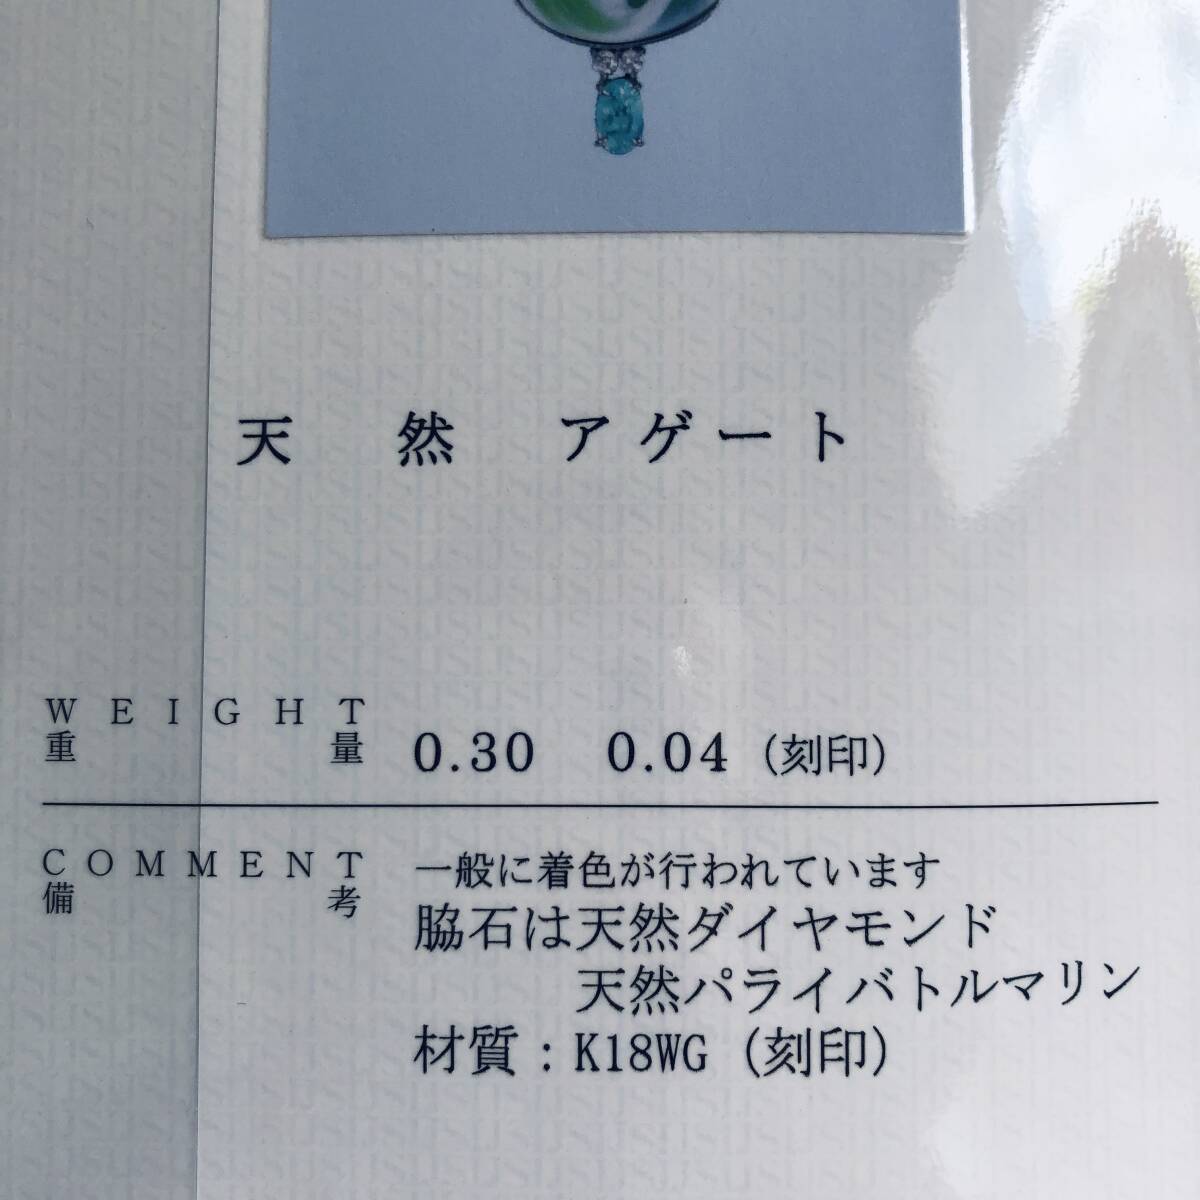 天然 アゲート
WEIGHT
重量 0.30 0.04 (刻印)
COMMENT 一般に着色が行われています
備考 脇石は天然ダイヤモンド
天然パライバトルマリン
材質：K18WG (刻印)